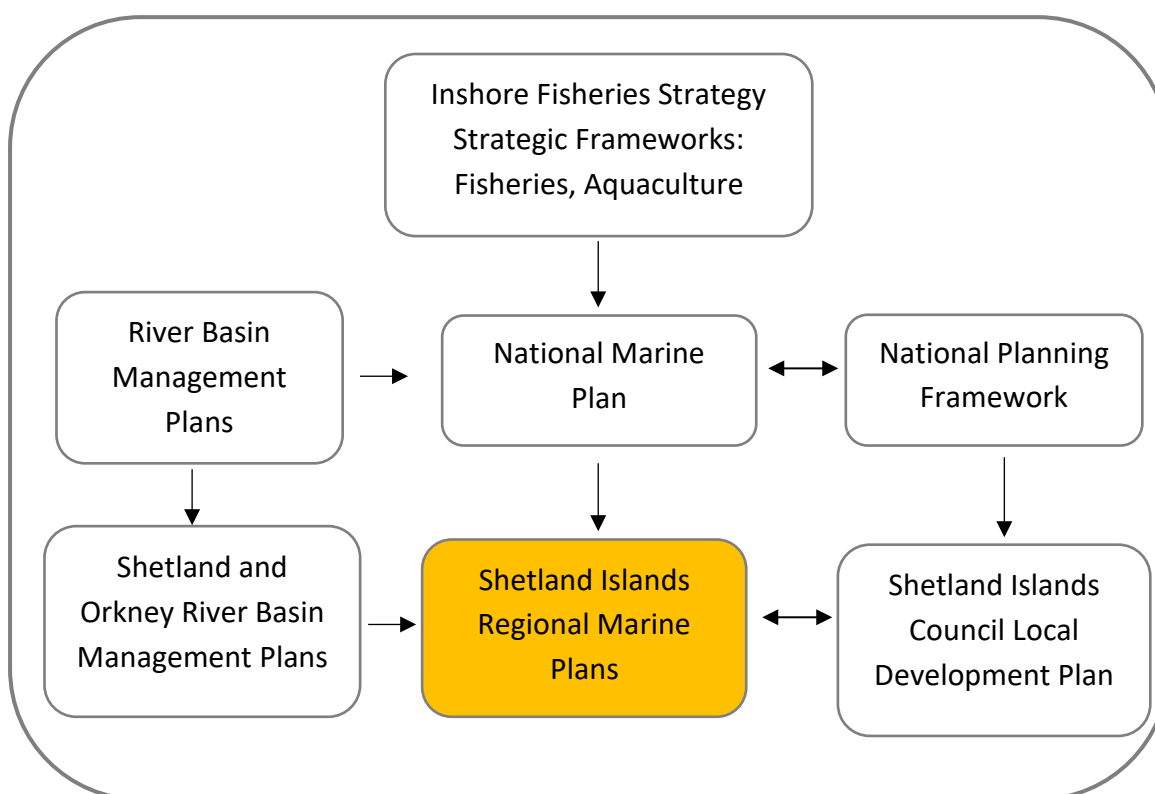 Inshore Fisheries Strategy
Strategic Frameworks:
Fisheries, Aquaculture
River Basin
Management
Plans
National Marine
Plan
National Planning
Framework
Shetland and
Orkney River Basin
Management Plans
Shetland Islands
Regional Marine
Plans
Shetland Islands
Council Local
Development Plan